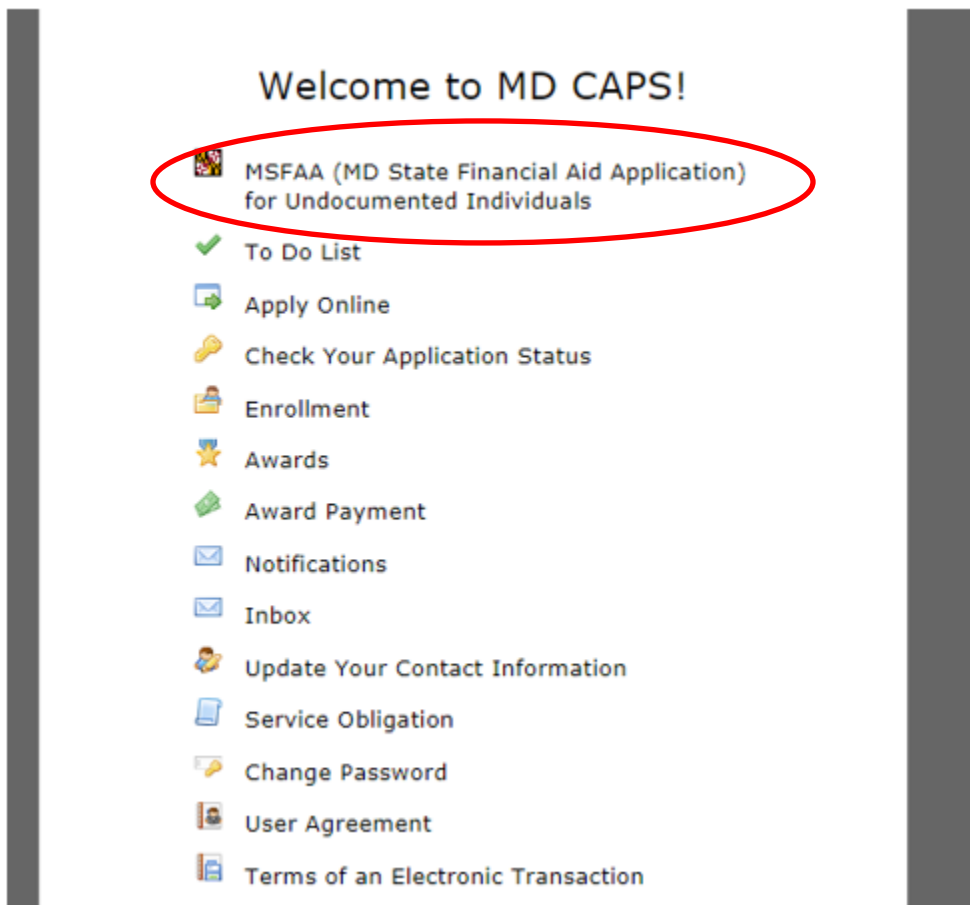 Welcome to MD CAPS!
MSFAA (MD State Financial Aid Application)
for Undocumented Individuals
To Do List
Apply Online
Check Your Application Status
Enrollment
Awards
Award Payment
Notifications
Inbox
Update Your Contact Information
Service Obligation
Change Password
User Agreement
Terms of an Electronic Transaction